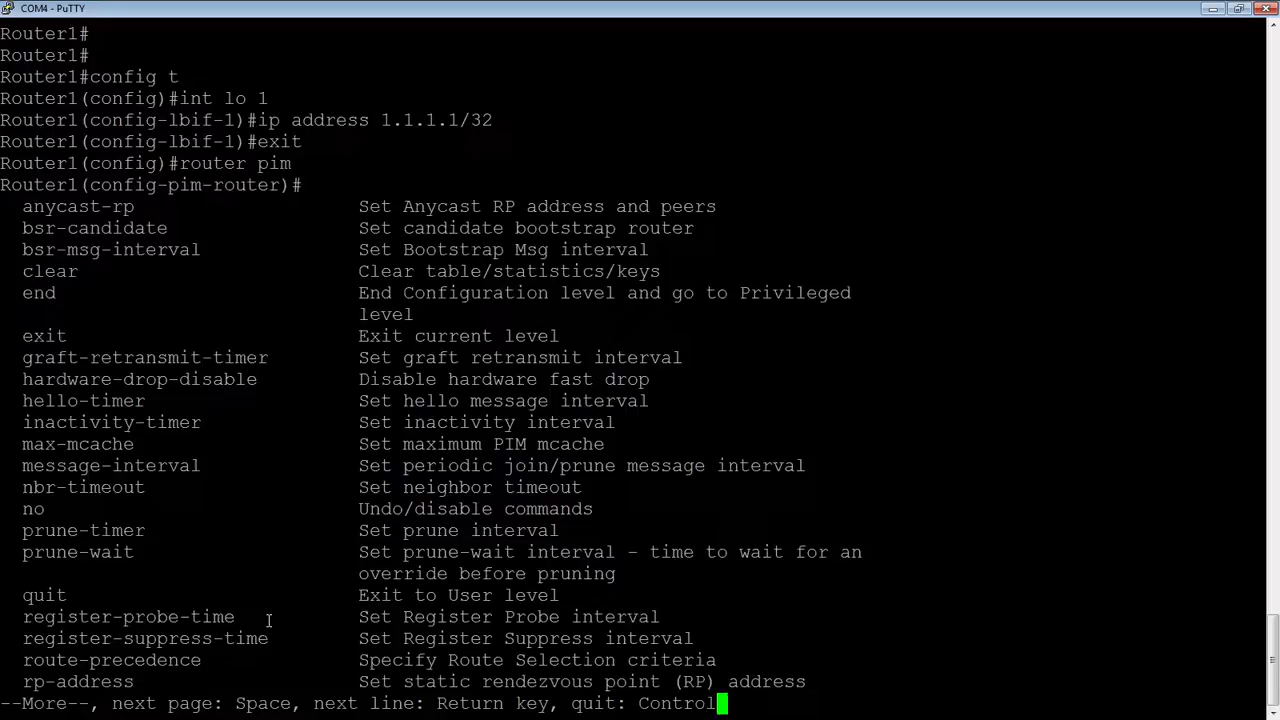 COM4 - PuTTY
Router1#
Router1#
Router1#config t
Router1(config)#int lo 1
Router1(config-lbif-1)#ip address 1.1.1.1/32
Router1(config-lbif-1)#exit
Router1(config)#router pim
Router1(config-pim-router)#
anycast-rp Set Anycast RP address and peers
bsr-candidate Set candidate bootstrap router
bsr-msg-interval Set Bootstrap Msg interval
clear Clear table/statistics/keys
end End Configuration level and go to Privileged
level
exit Exit current level
graft-retransmit-timer Set graft retransmit interval
hardware-drop-disable Disable hardware fast drop
hello-timer Set hello message interval
inactivity-timer Set inactivity interval
max-mcache Set maximum PIM mcache
message-interval Set periodic join/prune message interval
nbr-timeout Set neighbor timeout
no Undo/disable commands
prune-timer Set prune interval
prune-wait Set prune-wait interval - time to wait for an
override before pruning
quit Exit to User level
register-probe-time Set Register Probe interval
register-suppress-time Set Register Suppress interval
route-precedence Specify Route Selection criteria
rp-address Set static rendezvous point (RP) address
--More--, next page: Space, next line: Return key, quit: Control